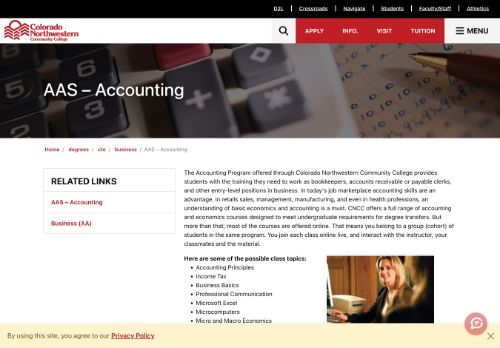 D2L | Crossroads | Navigate | Students | Faculty/Staff | Athletics
Colorado
Northwestern
Community College
APPLY INFO. VISIT TUITION MENU
AAS – Accounting
Home / degrees / cte / business / AAS – Accounting
RELATED LINKS
AAS – Accounting
Business (AA)
The Accounting Program offered through Colorado Northwestern Community College provides
students with the training they need to work as bookkeepers, accounts receivable or payable clerks,
and other entry-level positions in business. In today's job marketplace accounting skills are an
advantage. In retails sales, management, manufacturing, and even in health professions, an
understanding of basic economics and accounting is a must. CNCC offers a full range of accounting
and economics courses designed to meet undergraduate requirements for degree transfers. But
more than that, most of the courses are offered online. That means you belong to a group (cohort) of
students in the same program. You join each class online live, and interact with the instructor, your
classmates and the material.
Here are some of the possible class topics:
• Accounting Principles
• Income Tax
• Business Basics
• Professional Communication
• Microsoft Excel
• Microcomputers
• Micro and Macro Economics
By using this site, you agree to our Privacy Policy